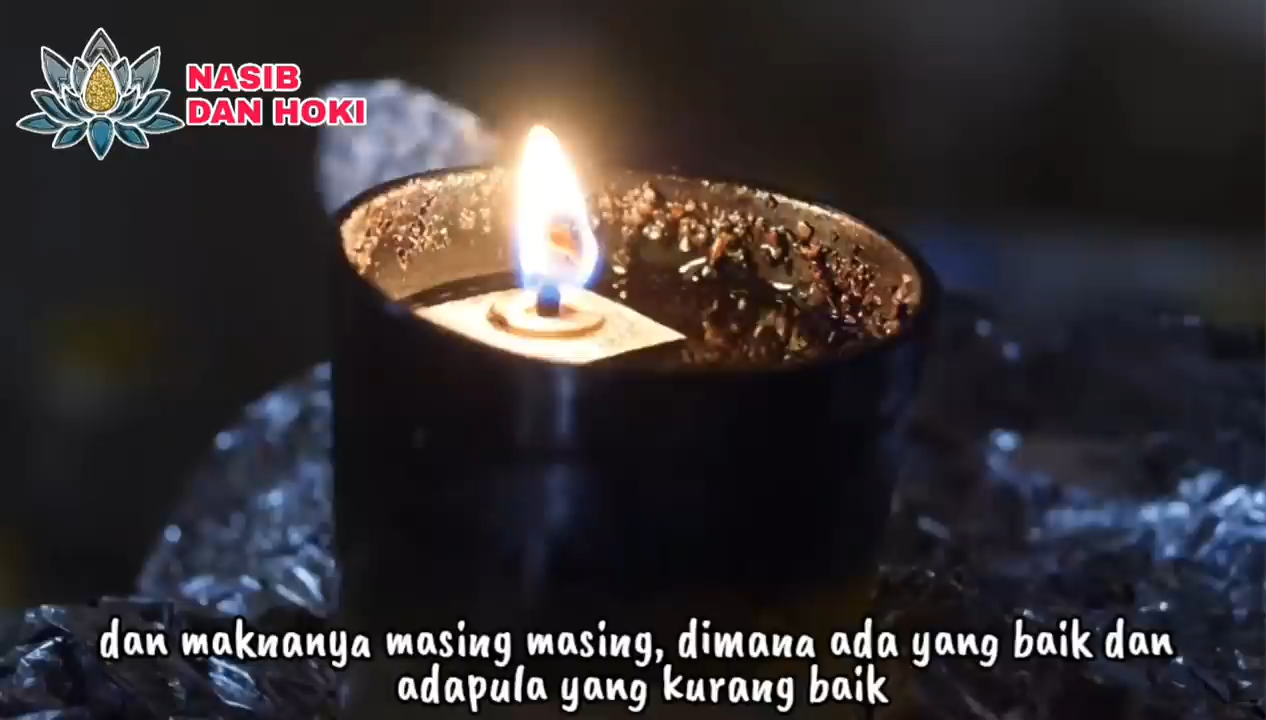 NASIB
DAN HOKI
dan maknanya masing masing, dimana ada yang baik dan
adapula yang kurang baik